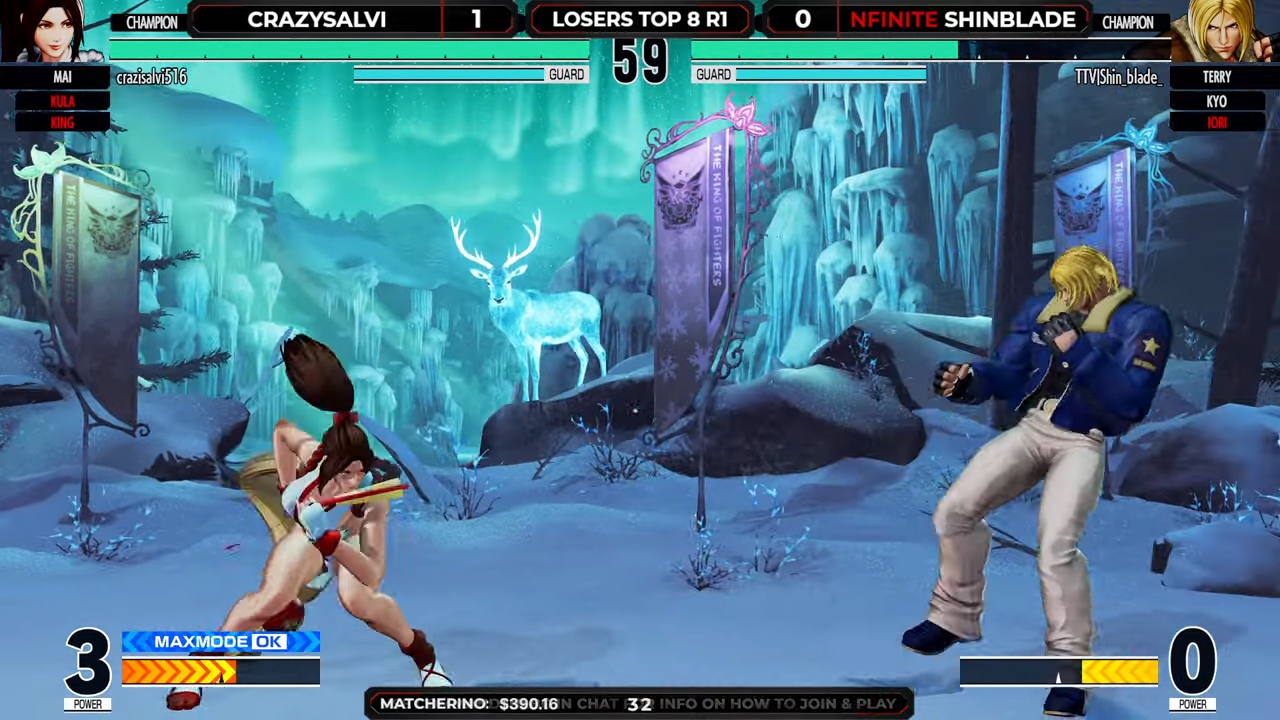 CHAMPION CRAZYSALVI 1 LOSERS TOP 8 R1 0 NFINITE SHINBLADE CHAMPION
59
MAI crazisalvi516 GUARD GUARD TTV|Shin_blade_ TERRY
KULA KYO
KING IORI
THE KING OF FIGHTERS
THE KING OF FIGHTERS
THE KING OF FIGHTERS
MAXMODE OK
3 0
POWER POWER
MATCHERINO: $390.16 32 IN CHAT INFO ON HOW TO JOIN & PLAY